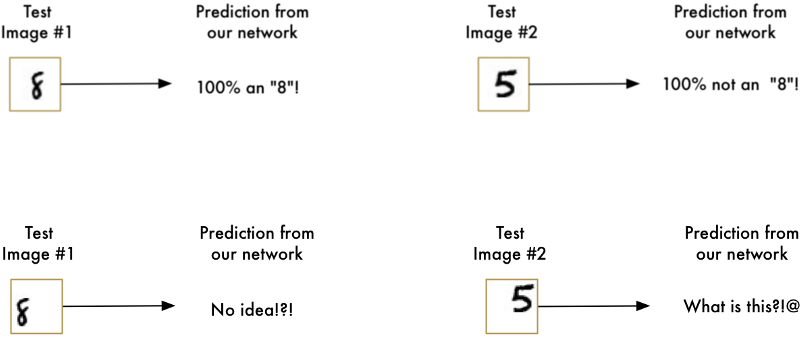 Test
Image #1
Prediction from
our network
8
100% an "8"!
Test
Image #2
Prediction from
our network
5
100% not an "8"!
Test
Image #1
Prediction from
our network
8
No idea!?!
Test
Image #2
Prediction from
our network
5
What is this?!@